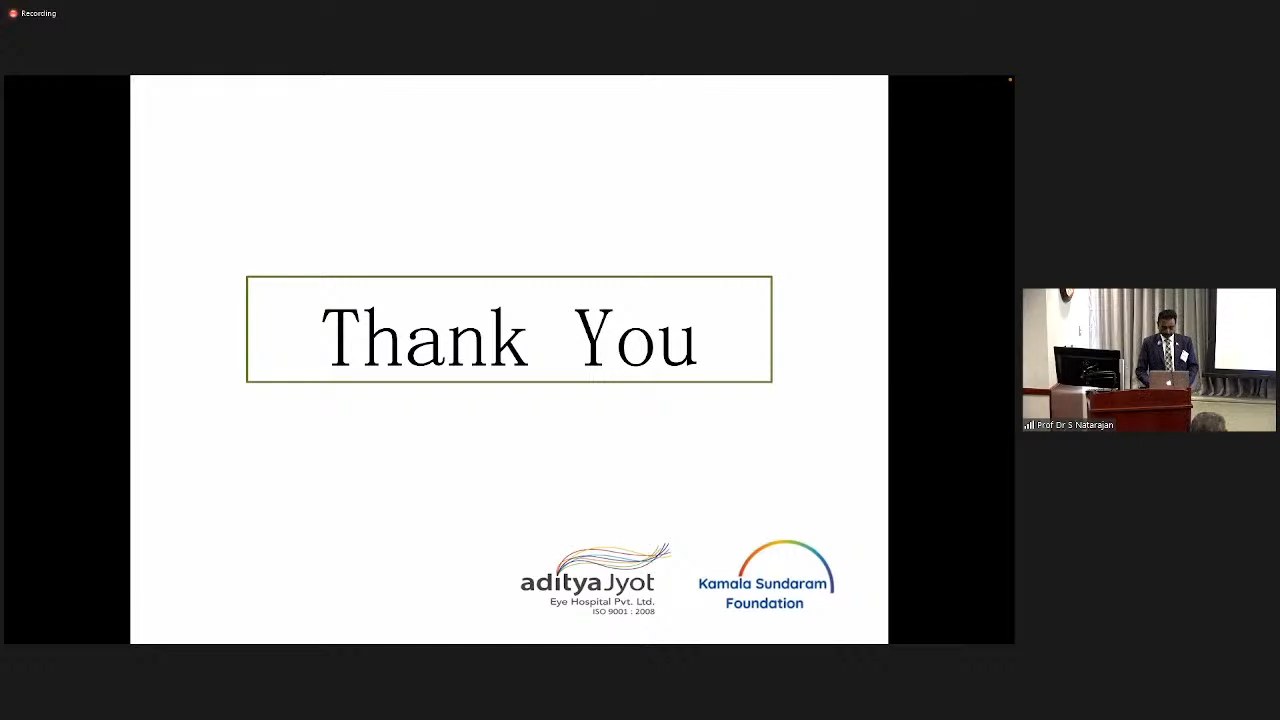 Recording
Thank You
adityaJyot
Eye Hospital Pvt. Ltd.
ISO 9001 : 2008
Kamala Sundaram
Foundation
Prof Dr S Natarajan